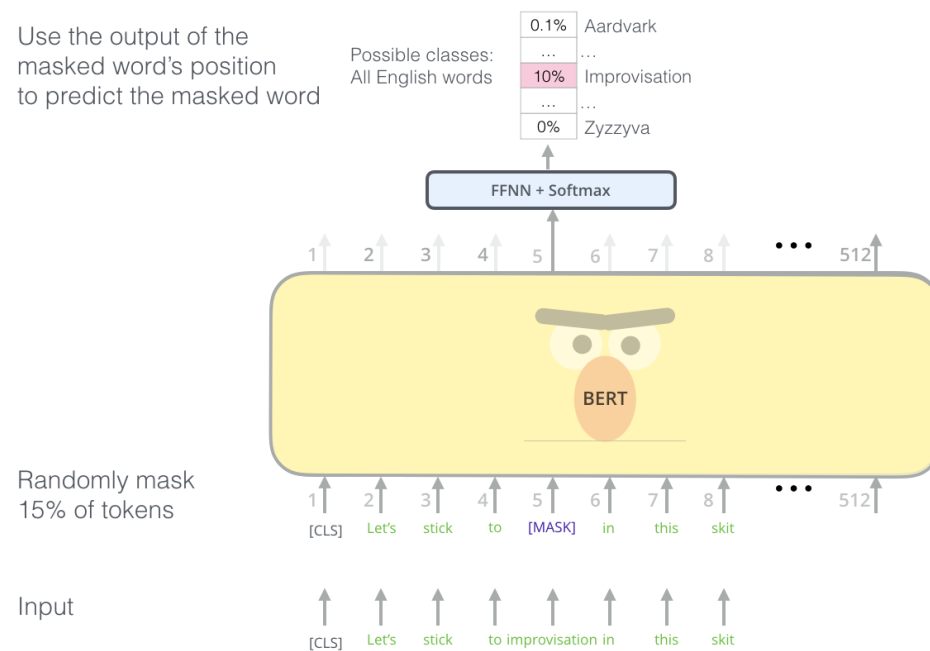 Use the output of the
masked word's position
to predict the masked word
Possible classes:
All English words
0.1% Aardvark
... ...
10% Improvisation
... ...
0% Zyzzyva
FFNN + Softmax
1 2 3 4 5 6 7 8 ... 512
BERT
Randomly mask
15% of tokens
1 2 3 4 5 6 7 8 ... 512
[CLS] Let's stick to [MASK] in this skit
Input
[CLS] Let's stick to improvisation in this skit